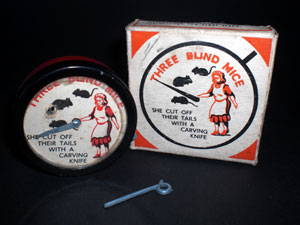 THREE BLIND MICE
SHE CUT OFF
THEIR TAILS
WITH A
CARVING
KNIFE
THREE BLIND MICE
SHE CUT OFF
THEIR TAILS
WITH A
CARVING
KNIFE